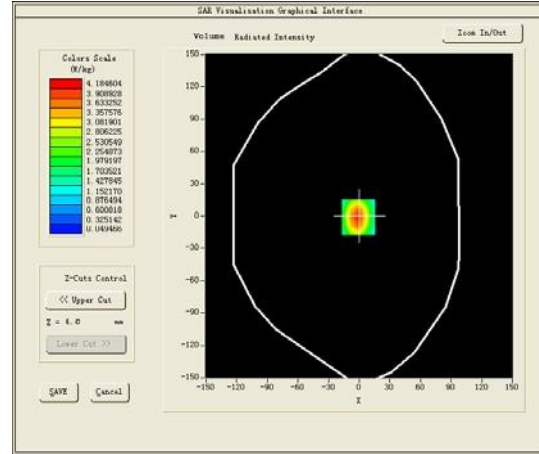 SAR Visualisation Graphical Interface
Volume Radiated Intensity
Zoom In/Out
Colors Scale
(W/kg)
4.184604
3.908928
3.633252
3.357576
3.081901
2.806225
2.530549
2.254873
1.979197
1.703521
1.427845
1.152170
0.876494
0.600818
0.325142
0.049466
Z-Cuts Control
<< Upper Cut
Z = 4.0 mm
Lower Cut >>
SAVE
Cancel
150
120
90
60
30
0
-30
-60
-90
-120
-150
Y
-150 -120 -90 -60 -30 0 30 60 90 120 150
X